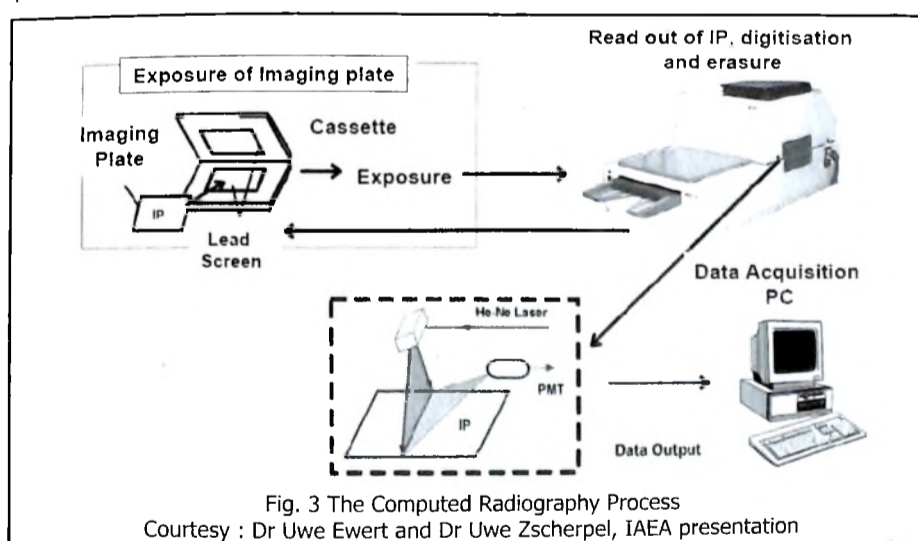 Exposure of Imaging plate
Read out of IP, digitisation
and erasure
Imaging
Plate
Cassette
Exposure
IP
Lead
Screen
Data Acquisition
PC
He-Ne Laser
PMT
IP
Data Output
Fig. 3 The Computed Radiography Process
Courtesy : Dr Uwe Ewert and Dr Uwe Zscherpel, IAEA presentation